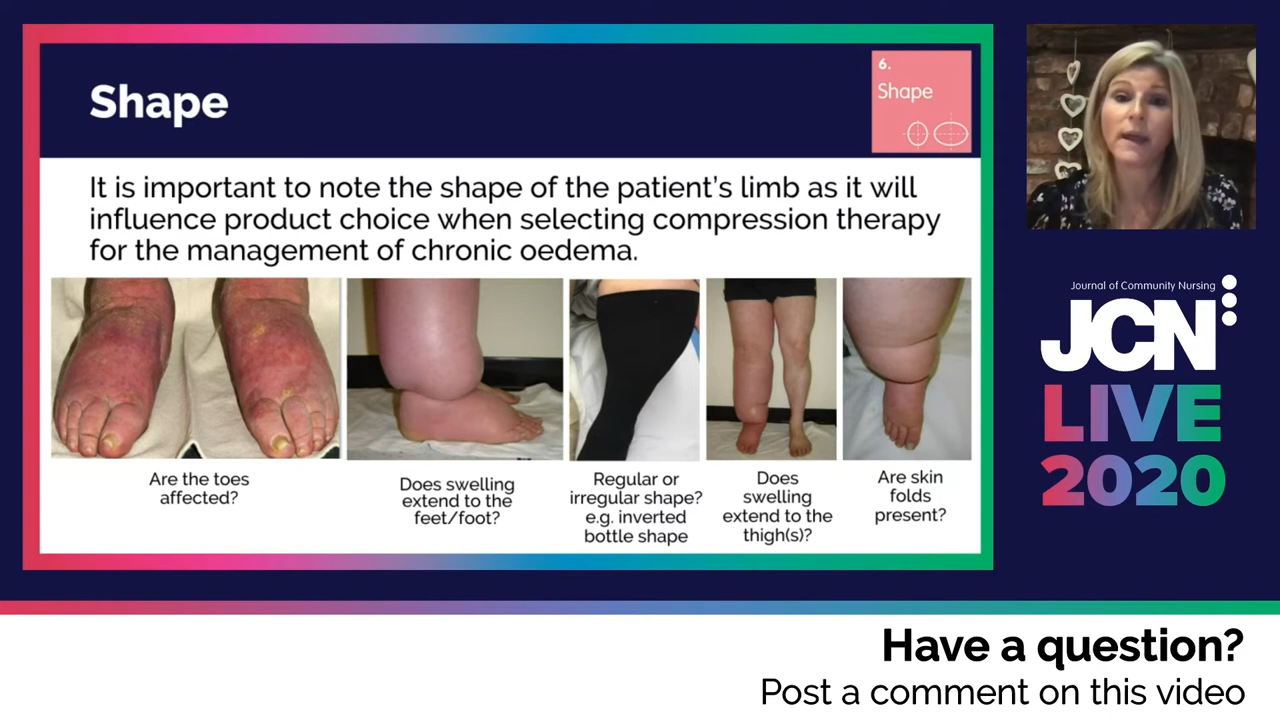 Shape
6.
Shape
It is important to note the shape of the patient's limb as it will
influence product choice when selecting compression therapy
for the management of chronic oedema.
Are the toes
affected?
Does swelling
extend to the
feet/foot?
Regular or
irregular shape?
e.g. inverted
bottle shape
Does
swelling
extend to the
thigh(s)?
Are skin
folds
present?
Journal of Community Nursing
JCN
LIVE
2020
Have a question?
Post a comment on this video